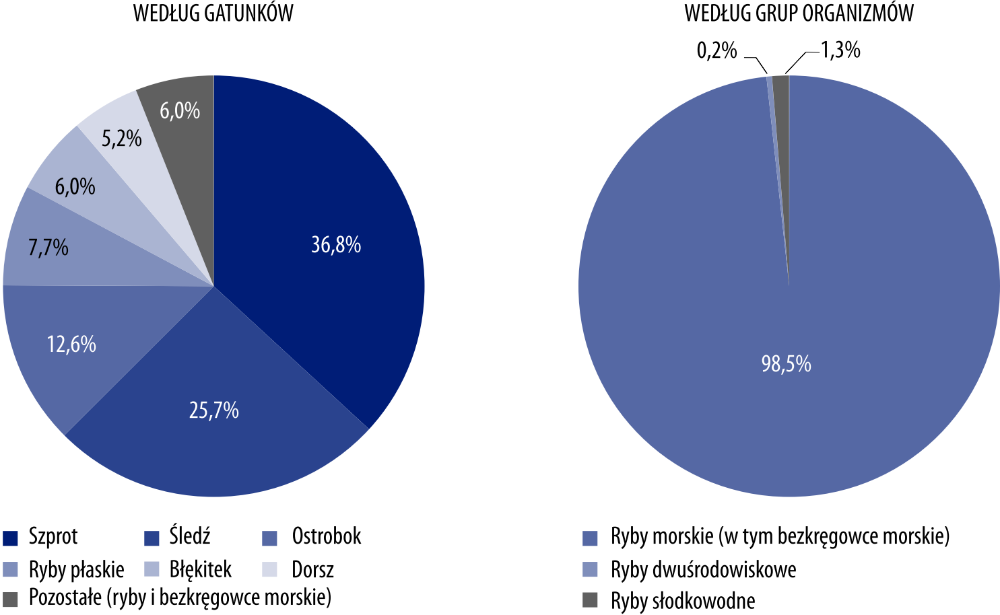 WEDŁUG GATUNKÓW
6,0%
5,2%
6,0%
7,7%
36,8%
12,6%
25,7%
Szprot
Śledź
Ostrobok
Ryby płaskie
Błękitek
Dorsz
Pozostałe (ryby i bezkręgowce morskie)
WEDŁUG GRUP ORGANIZMÓW
0,2%
1,3%
98,5%
Ryby morskie (w tym bezkręgowce morskie)
Ryby dwuśrodowiskowe
Ryby słodkowodne